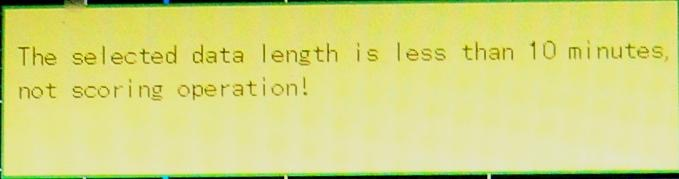 The selected data length is less than 10 minutes,
not scoring operation!